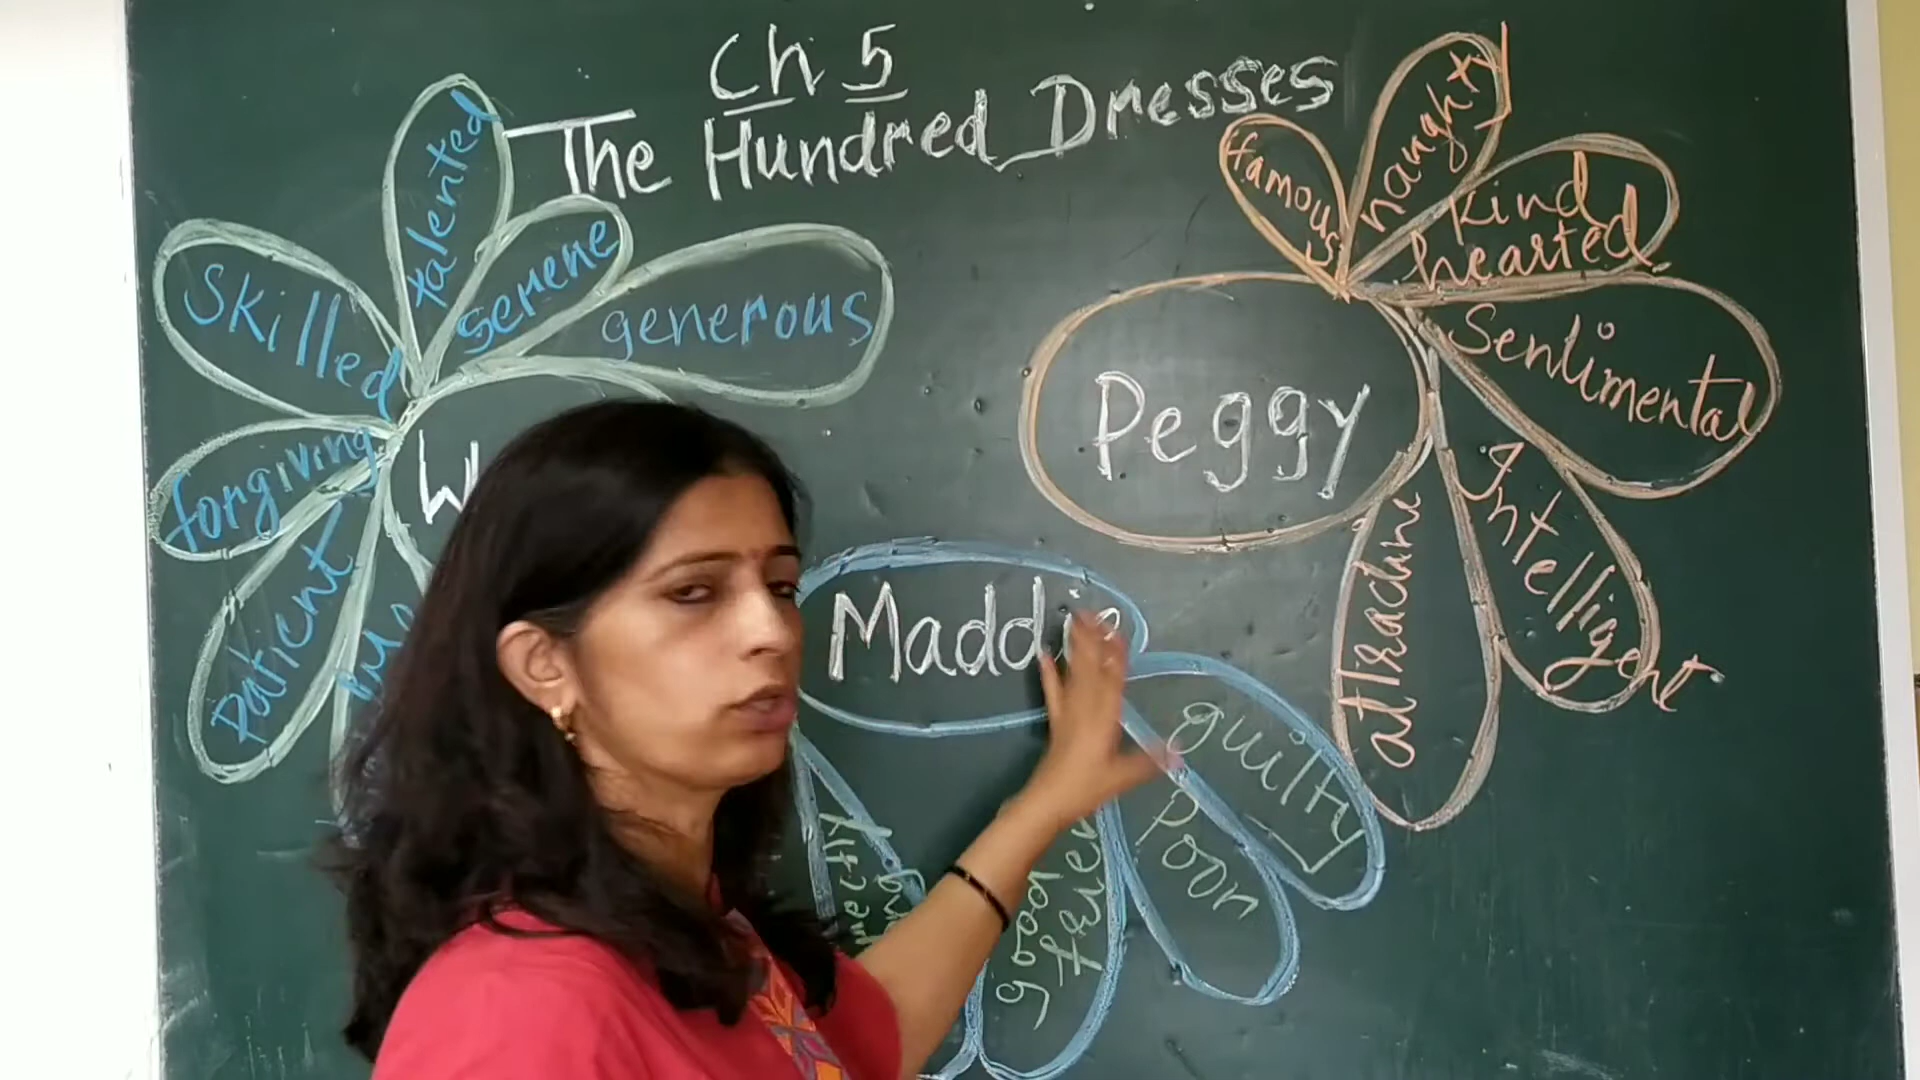 Ch 5
The Hundred Dresses
talented
serene
generous
Skilled
forgiving
Patient
W
famous
naughty
kind
hearted
Sentimental
Intelligent
attractive
Peggy
Maddie
guilty
Poor
good